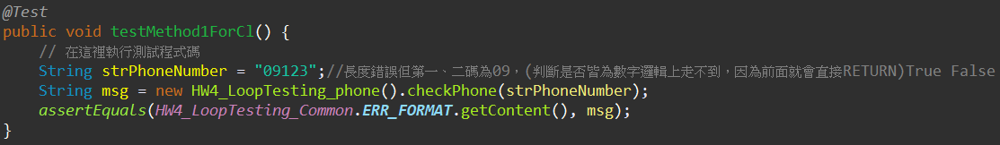 @Test
public void testMethod1ForCl() {
    // 在這裡執行測試程式碼
    String strPhoneNumber = "09123";//長度錯誤但第一、二碼為09，(判斷是否皆為數字邏輯上走不到，因為前面就會直接RETURN)True False
    String msg = new HW4_LoopTesting_phone().checkPhone(strPhoneNumber);
    assertEquals(HW4_LoopTesting_Common.ERR_FORMAT.getContent(), msg);
}